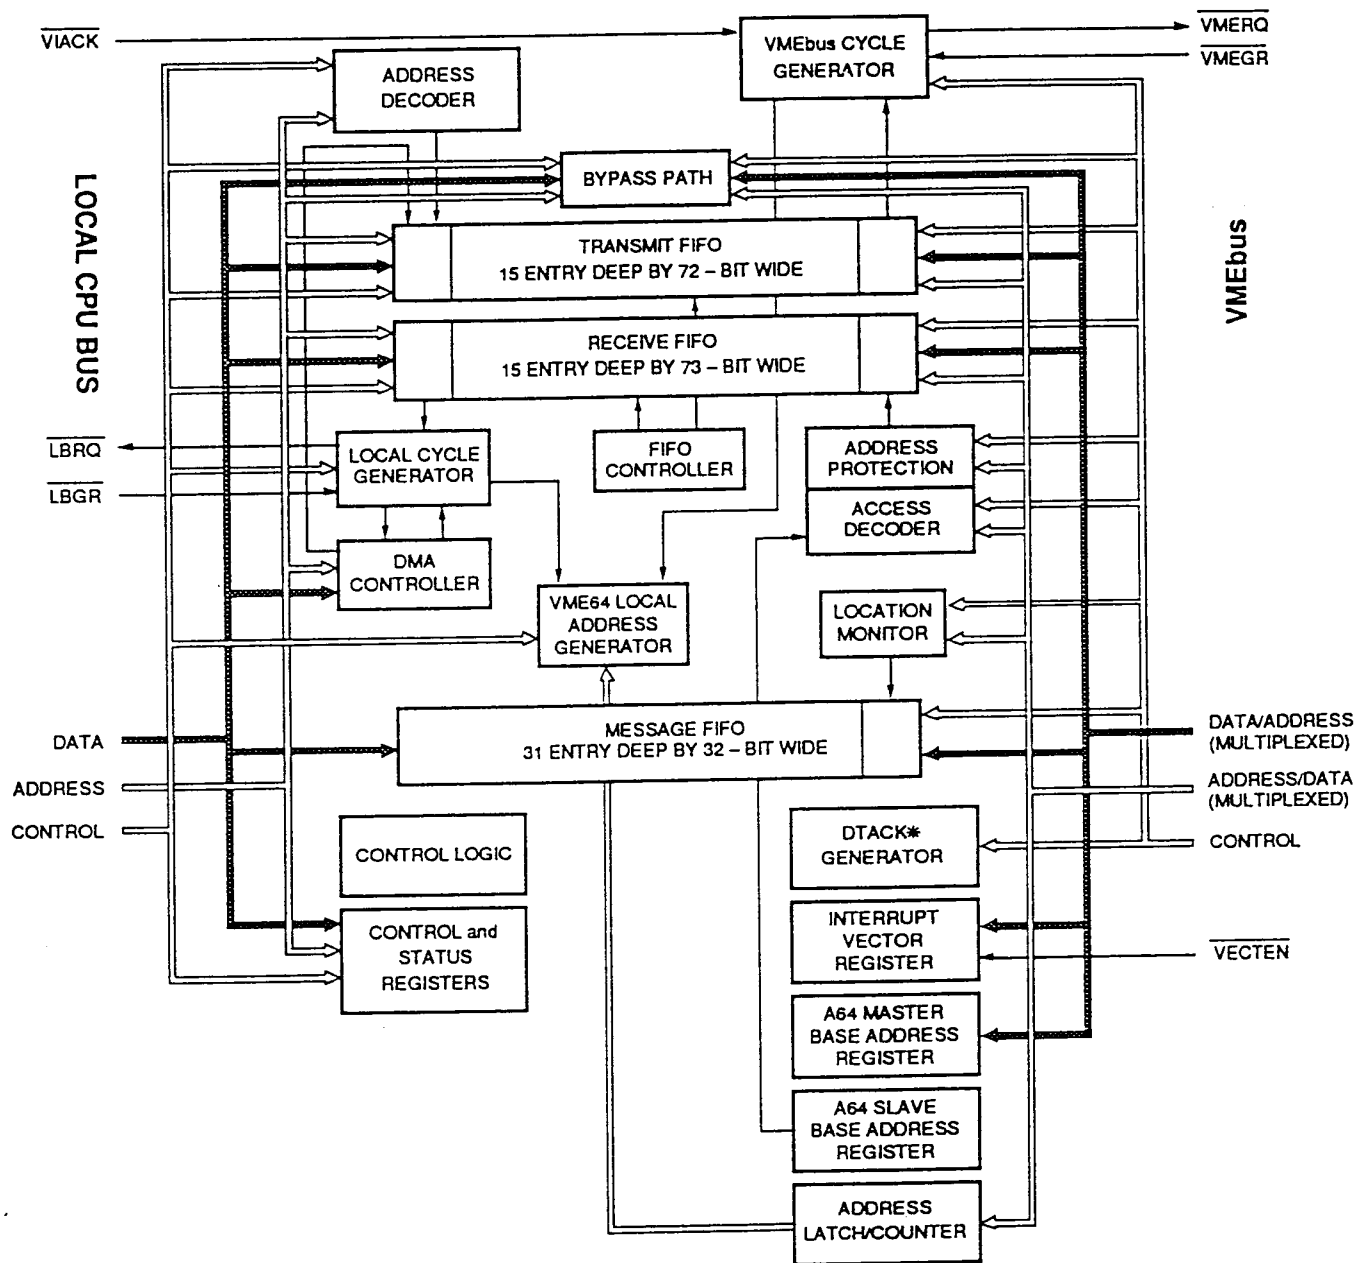 VIACK
VMEbus CYCLE
GENERATOR
VMERQ
VMEGR
ADDRESS
DECODER
BYPASS PATH
LOCAL CPU BUS
VMEbus
TRANSMIT FIFO
15 ENTRY DEEP BY 72 – BIT WIDE
RECEIVE FIFO
15 ENTRY DEEP BY 73 – BIT WIDE
LBRQ
LBGR
LOCAL CYCLE
GENERATOR
FIFO
CONTROLLER
ADDRESS
PROTECTION
ACCESS
DECODER
DMA
CONTROLLER
VME64 LOCAL
ADDRESS
GENERATOR
LOCATION
MONITOR
MESSAGE FIFO
31 ENTRY DEEP BY 32 – BIT WIDE
DATA
ADDRESS
CONTROL
DATA/ADDRESS
(MULTIPLEXED)
ADDRESS/DATA
(MULTIPLEXED)
CONTROL
CONTROL LOGIC
DTACK*
GENERATOR
CONTROL and
STATUS
REGISTERS
INTERRUPT
VECTOR
REGISTER
VECTEN
A64 MASTER
BASE ADDRESS
REGISTER
A64 SLAVE
BASE ADDRESS
REGISTER
ADDRESS
LATCH/COUNTER